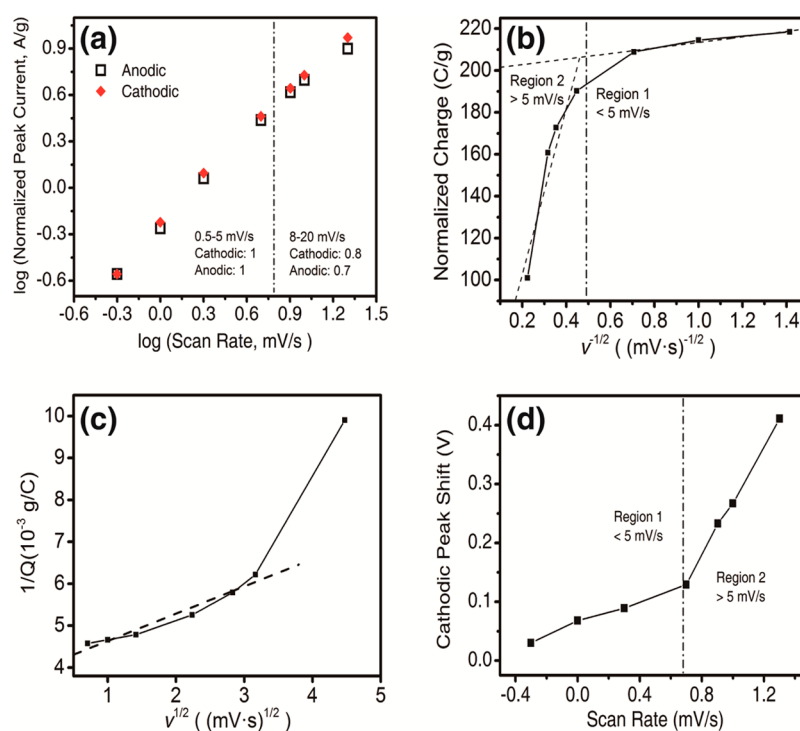 (a)
Anodic
Cathodic
0.5-5 mV/s
Cathodic: 1
Anodic: 1
8-20 mV/s
Cathodic: 0.8
Anodic: 0.7
log (Normalized Peak Current, A/g)
0.9
0.6
0.3
0.0
-0.3
-0.6
-0.6 -0.3 0.0 0.3 0.6 0.9 1.2 1.5
log (Scan Rate, mV/s)
(b)
Region 2
> 5 mV/s
Region 1
< 5 mV/s
Normalized Charge (C/g)
220
200
180
160
140
120
100
0.2 0.4 0.6 0.8 1.0 1.2 1.4
v-1/2 ( (mV·s)-1/2)
(c)
1/Q(10-3 g/C)
10
9
8
7
6
5
4
1 2 3 4 5
v1/2 ( (mV·s)1/2)
(d)
Region 1
< 5 mV/s
Region 2
> 5 mV/s
Cathodic Peak Shift (V)
0.4
0.3
0.2
0.1
0.0
-0.4 0.0 0.4 0.8 1.2
Scan Rate (mV/s)